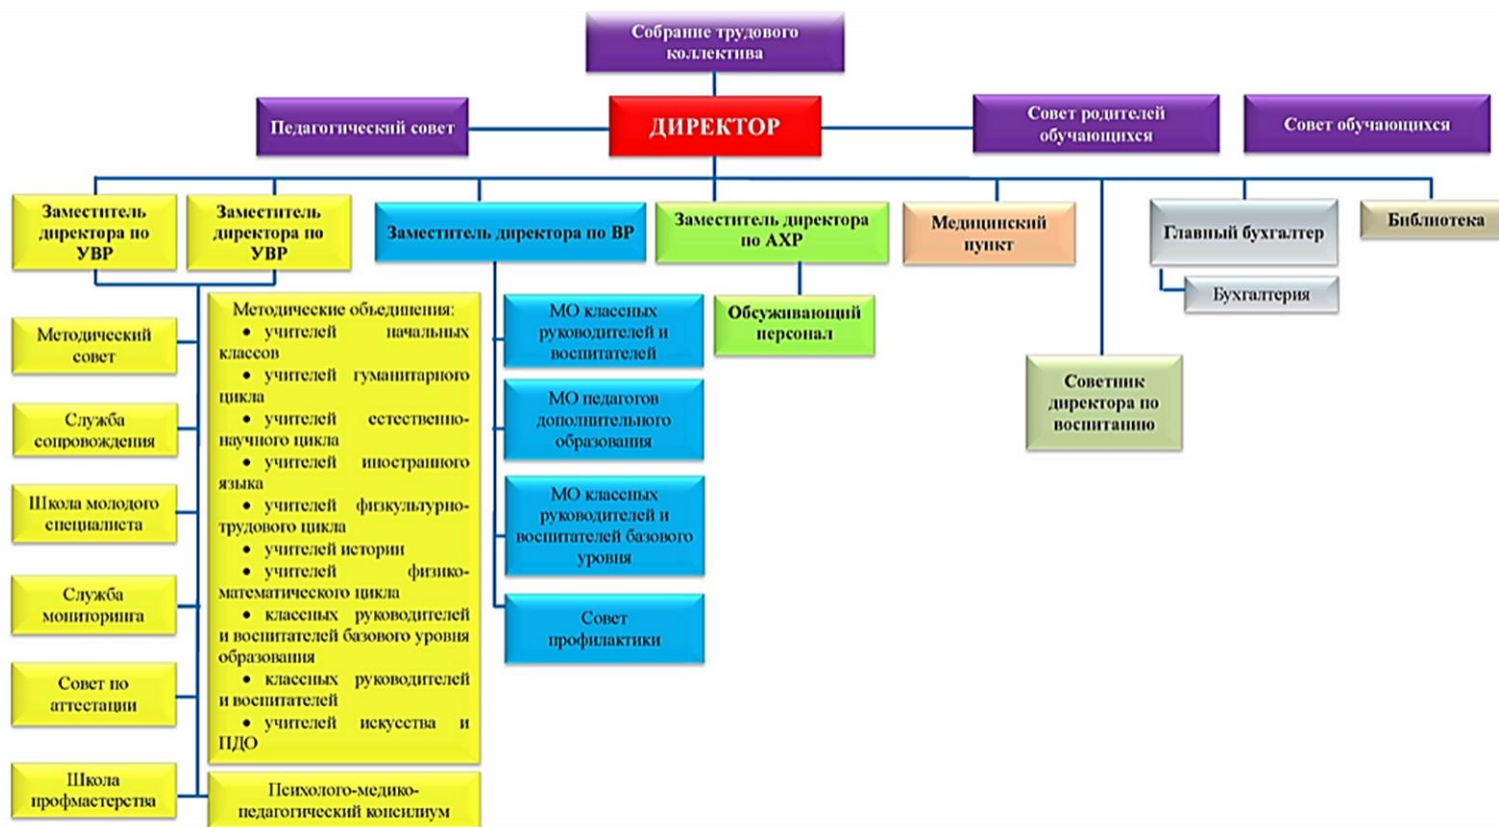 Собрание трудового
коллектива
Педагогический совет
ДИРЕКТОР
Совет родителей
обучающихся
Совет обучающихся
Заместитель
директора по
УВР
Заместитель
директора по
УВР
Заместитель директора по ВР
Заместитель директора
по АХР
Медицинский
пункт
Главный бухгалтер
Библиотека
Бухгалтерия
Обсуживающий
персонал
Советник
директора по
воспитанию
Методический
совет
Служба
сопровождения
Школа молодого
специалиста
Служба
мониторинга
Совет по
аттестации
Школа
профмастерства
Методические объединения:
• учителей начальных
классов
• учителей гуманитарного
цикла
• учителей естественно-
научного цикла
• учителей иностранного
языка
• учителей физкультурно-
трудового цикла
• учителей истории
• учителей физико-
математического цикла
• классных руководителей
и воспитателей базового уровня
образования
• классных руководителей
и воспитателей
• учителей искусства и
ПДО
Психолого-медико-
педагогический консилиум
МО классных
руководителей и
воспитателей
МО педагогов
дополнительного
образования
МО классных
руководителей и
воспитателей базового
уровня
Совет
профилактики